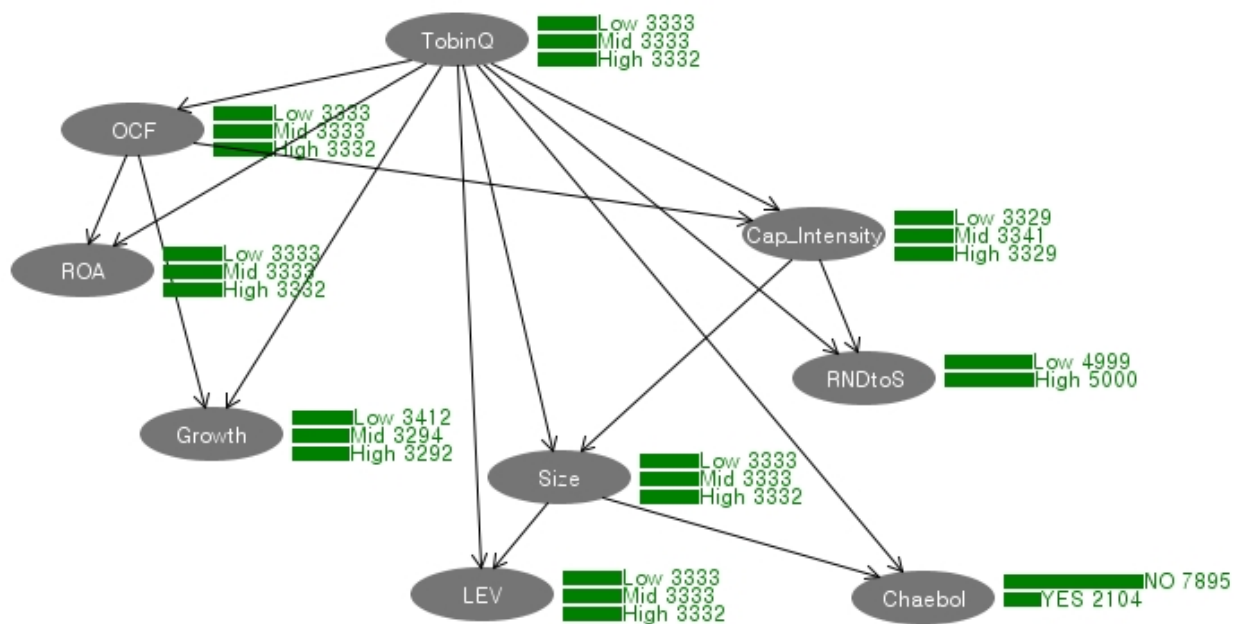 TobinQ
Low 3333
Mid 3333
High 3332
OCF
Low 3333
Mid 3333
High 3332
Cap_Intensity
Low 3329
Mid 3341
High 3329
ROA
Low 3333
Mid 3333
High 3332
RNDtoS
Low 4999
High 5000
Growth
Low 3412
Mid 3294
High 3292
Size
Low 3333
Mid 3333
High 3332
LEV
Low 3333
Mid 3333
High 3332
Chaebol
NO 7895
YES 2104